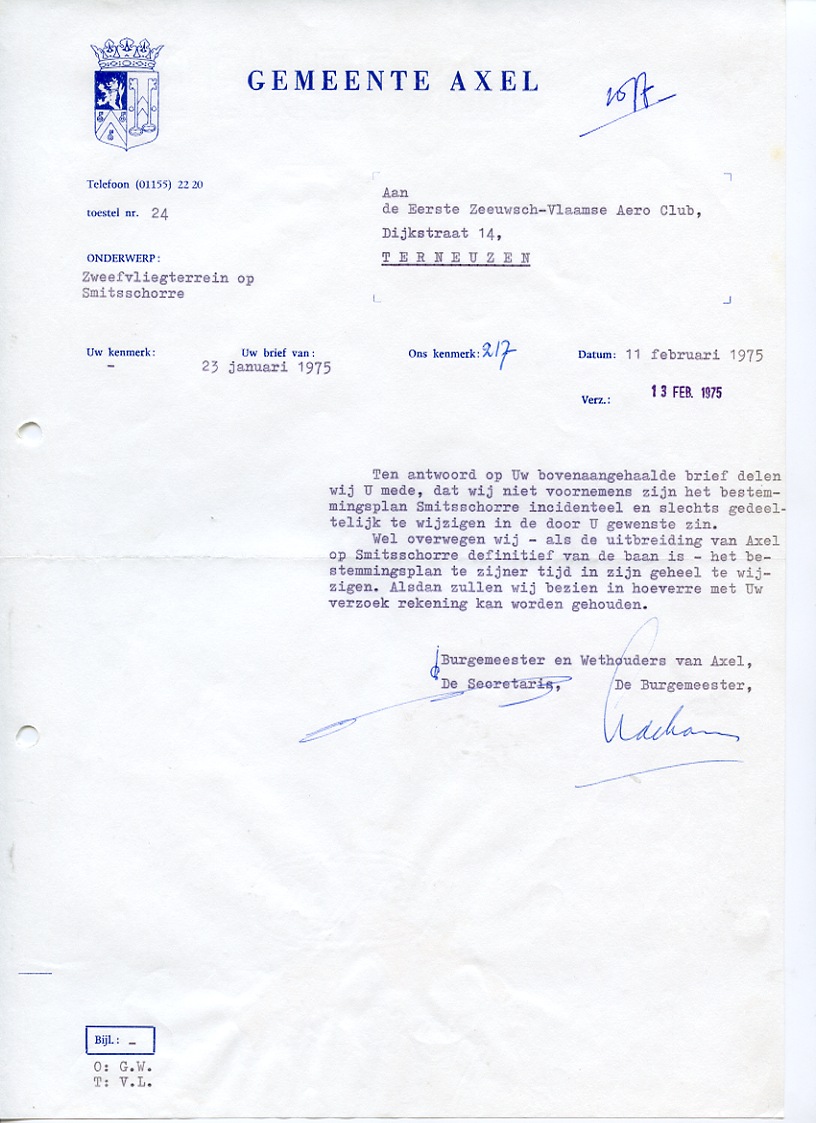 GEMEENTE AXEL
Telefoon (01155) 22 20
toestel nr. 24
Aan
de Eerste Zeeuwsch-Vlaamse Aero Club,
Dijkstraat 14,
TERNEUZEN
ONDERWERP:
Zweefvliegterrein op
Smitsschorre
Uw kenmerk: Uw brief van: Ons kenmerk: 217 Datum: 11 februari 1975
– 23 januari 1975
Verz.: 13 FEB. 1975
Ten antwoord op Uw bovenaangehaalde brief delen
wij U mede, dat wij niet voornemens zijn het bestem-
mingsplan Smitsschorre incidenteel en slechts gedeel-
telijk te wijzigen in de door U gewenste zin.
Wel overwegen wij - als de uitbreiding van Axel
op Smitsschorre definitief van de baan is - het be-
stemmingsplan te zijner tijd in zijn geheel te wij-
zigen. Alsdan zullen wij bezien in hoeverre met Uw
verzoek rekening kan worden gehouden.
Burgemeester en Wethouders van Axel,
De Secretaris, De Burgemeester,
Bijl.: –
O: G.W.
T: V.L.